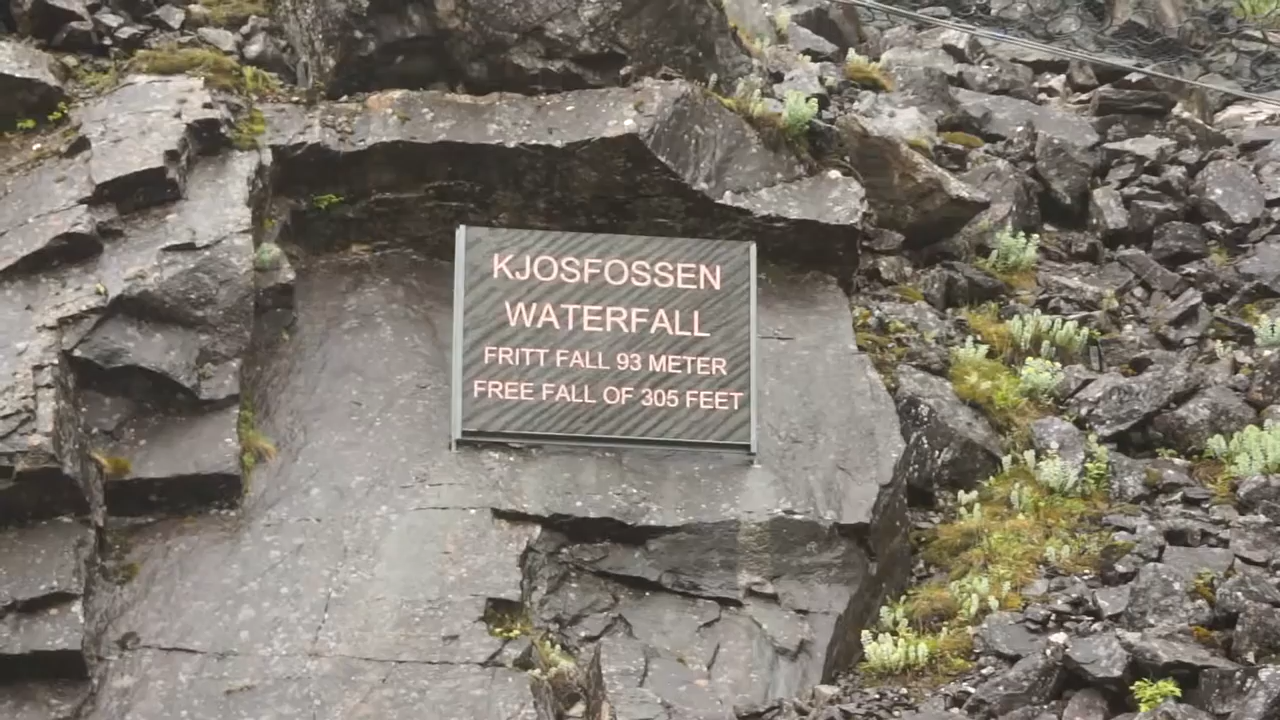 KJOSFOSSEN
WATERFALL
FRITT FALL 93 METER
FREE FALL OF 305 FEET